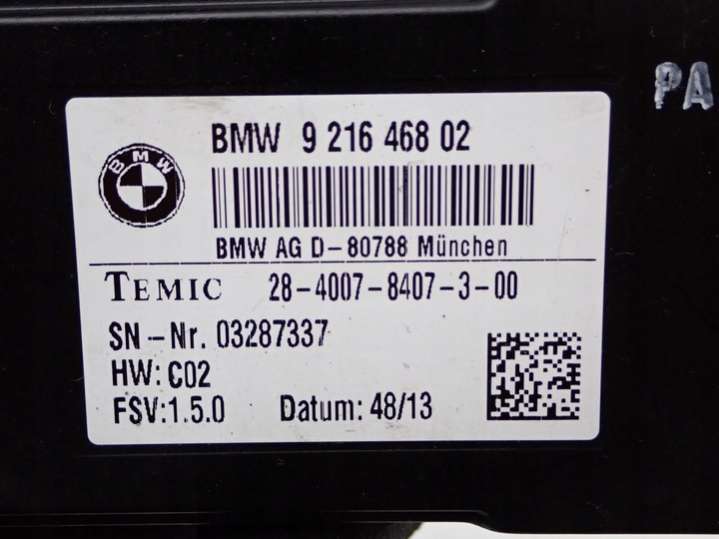 PA
BMW 9 216 468 02
BMW
BMW AG D-80788 München
TEMIC 28-4007-8407-3-00
SN-Nr. 03287337
HW: C02
FSV:1.5.0 Datum: 48/13